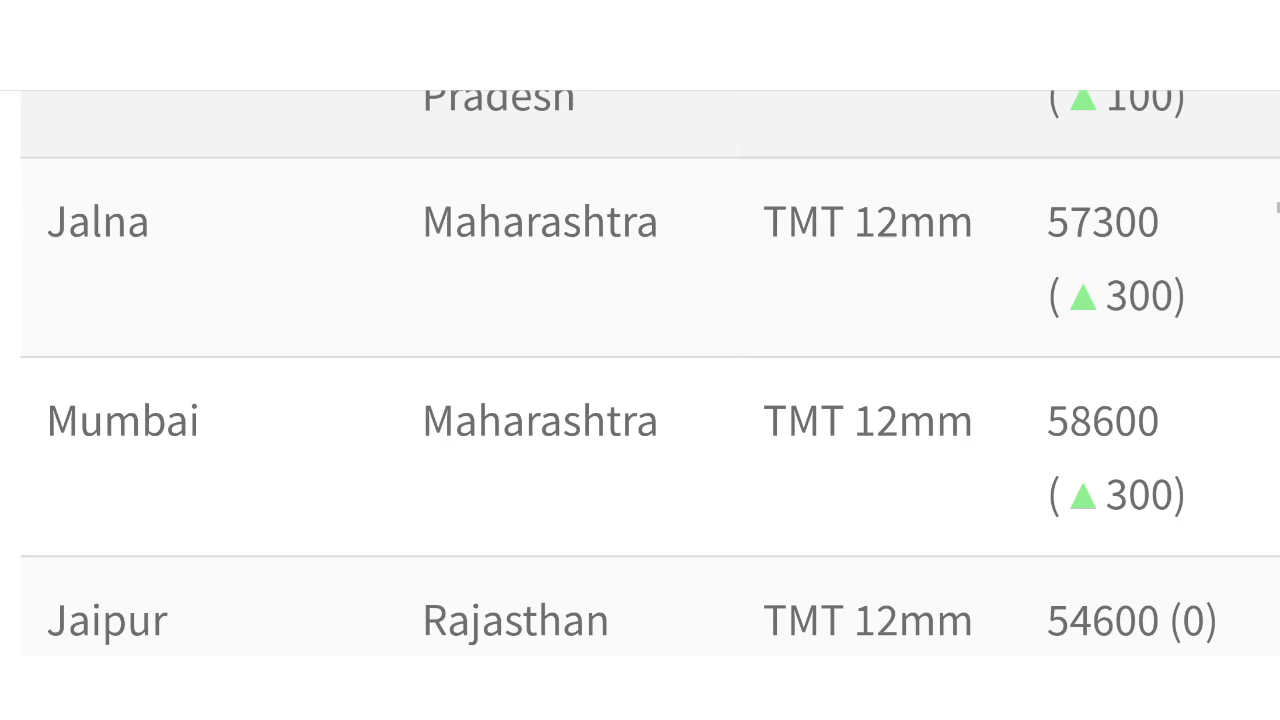 Pradesh
(▲100)
Jalna Maharashtra TMT 12mm 57300
(▲300)
Mumbai Maharashtra TMT 12mm 58600
(▲300)
Jaipur Rajasthan TMT 12mm 54600 (0)